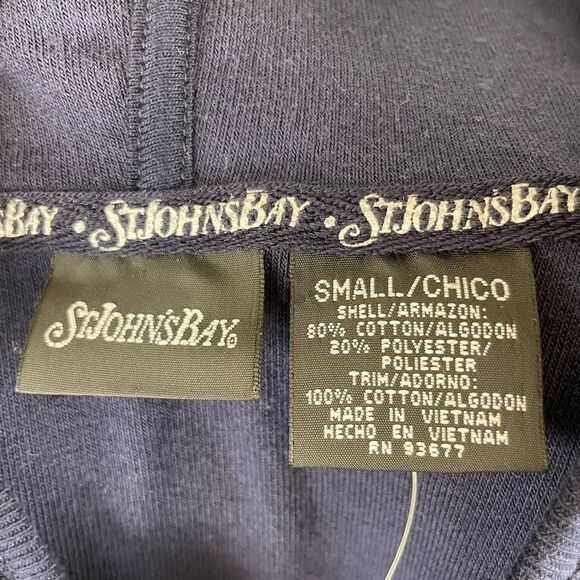 BAY • ST. JOHN'S BAY • ST. JOHN'S BAY
ST. JOHN'S BAY®
SMALL/CHICO
SHELL/ARMAZON:
80% COTTON/ALGODON
20% POLYESTER/
POLIESTER
TRIM/ADORNO:
100% COTTON/ALGODON
MADE IN VIETNAM
HECHO EN VIETNAM
RN 93677